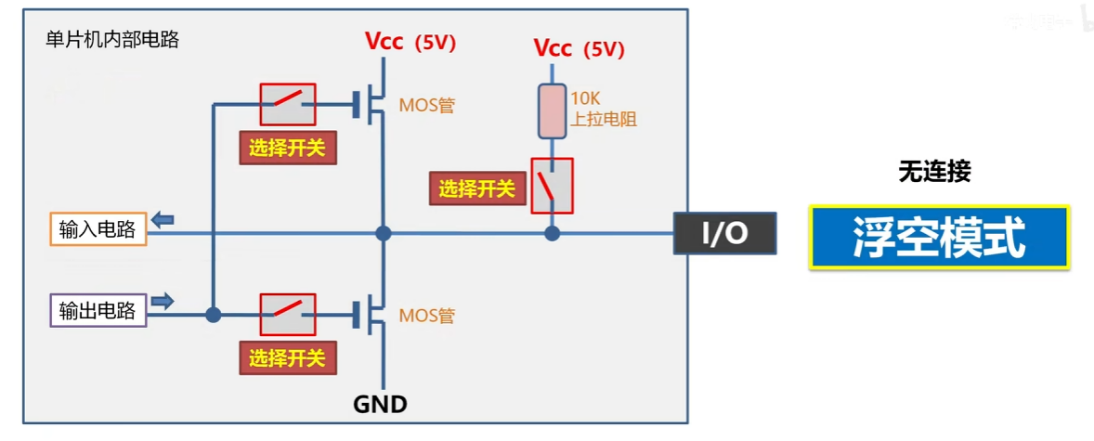 单片机内部电路
Vcc（5V）
Vcc（5V）
MOS管
10K
上拉电阻
选择开关
选择开关
无连接
输入电路
I/O
浮空模式
输出电路
MOS管
选择开关
GND